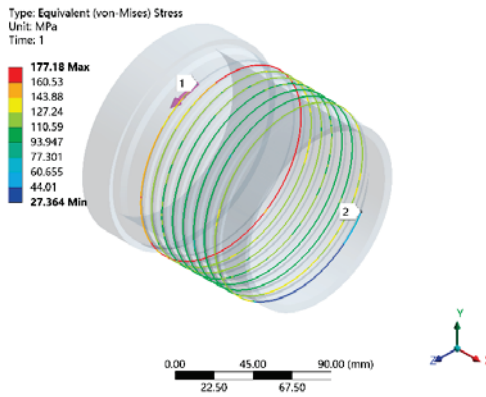 Type: Equivalent (von-Mises) Stress
Unit: MPa
Time: 1
177.18 Max
160.53
143.88
127.24
110.59
93.947
77.301
60.655
44.01
27.364 Min
1
2
0.00 45.00 90.00 (mm)
22.50 67.50
Y
Z
X